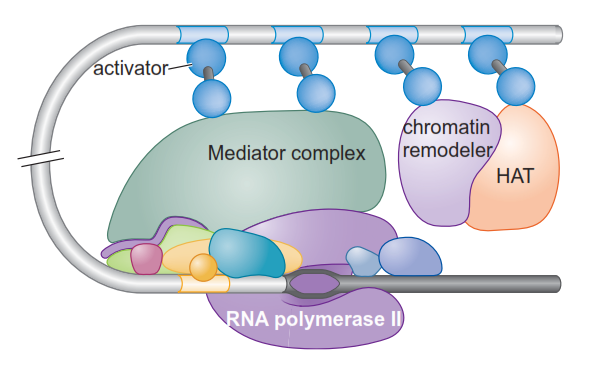 activator
Mediator complex
chromatin
remodeler
HAT
RNA polymerase II